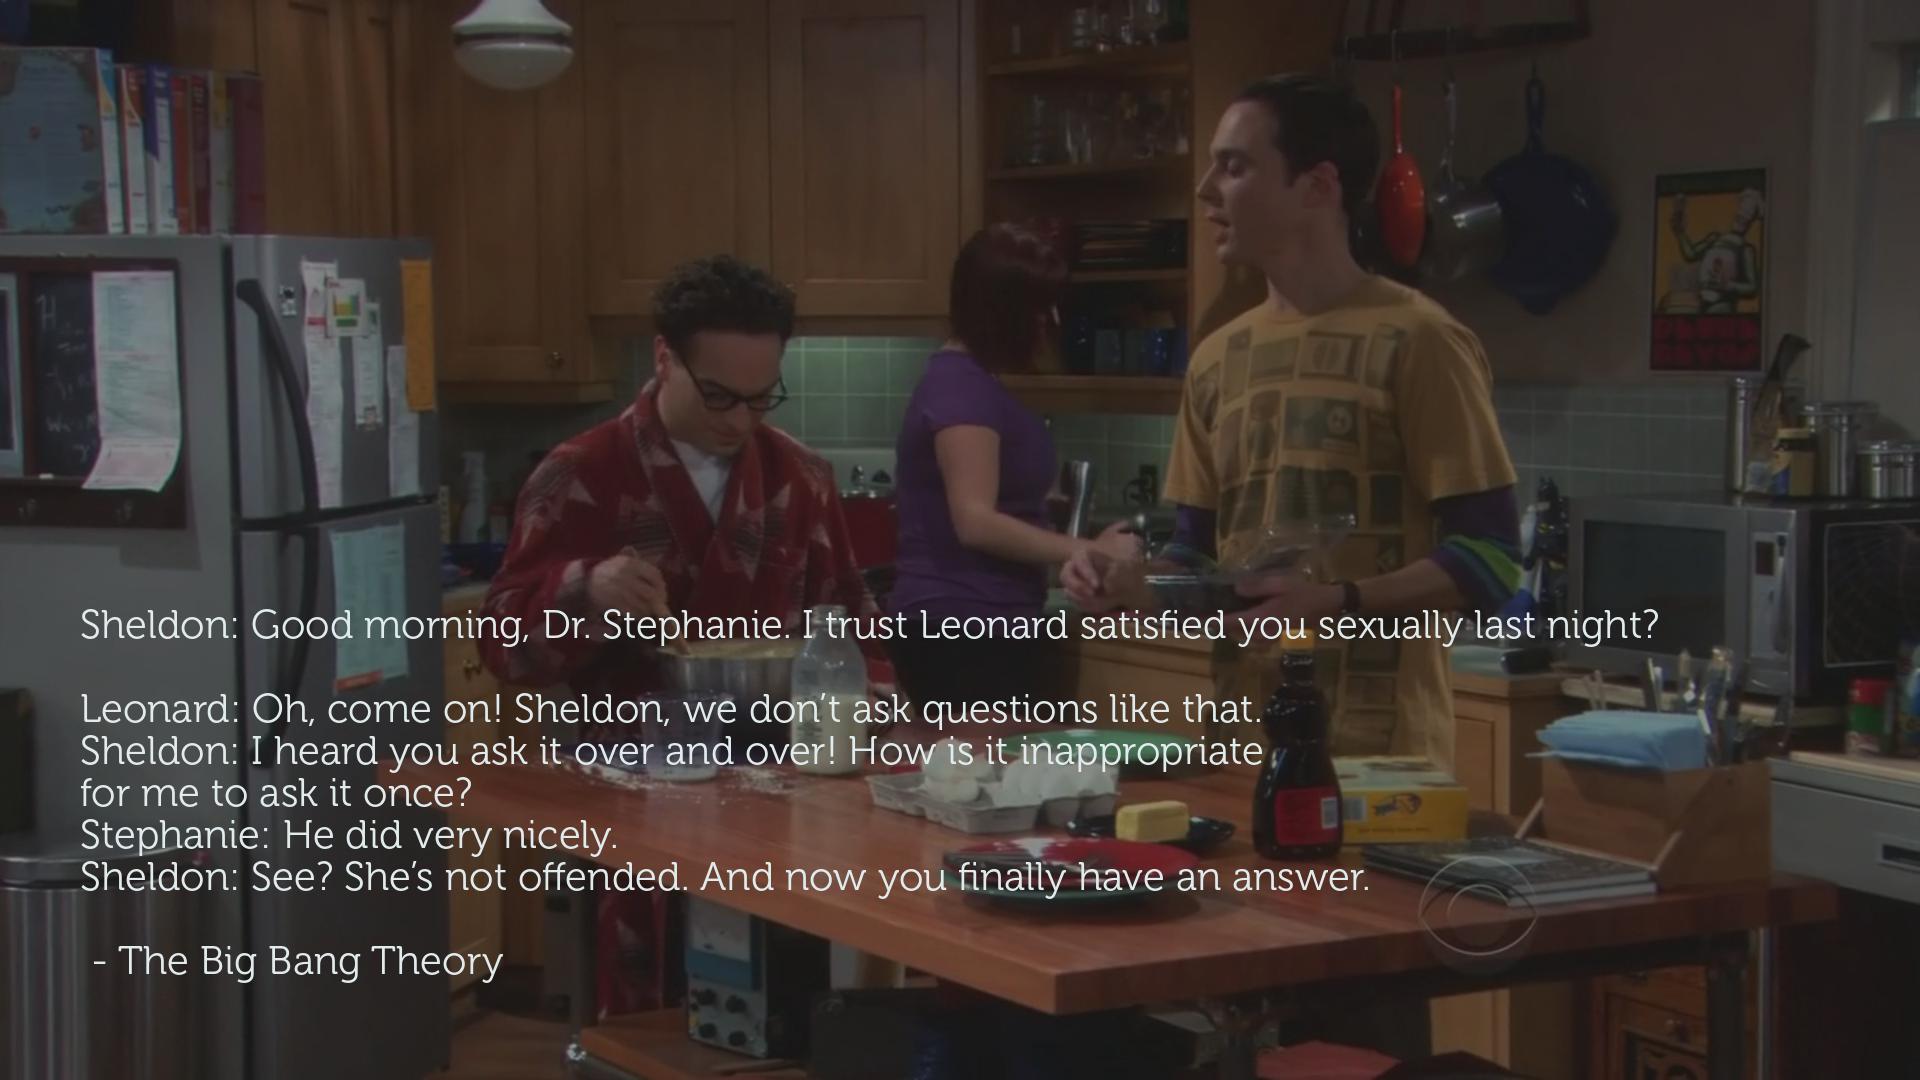 Sheldon: Good morning, Dr. Stephanie. I trust Leonard satisfied you sexually last night?
Leonard: Oh, come on! Sheldon, we don’t ask questions like that.
Sheldon: I heard you ask it over and over! How is it inappropriate
for me to ask it once?
Stephanie: He did very nicely.
Sheldon: See? She’s not offended. And now you finally have an answer.
- The Big Bang Theory